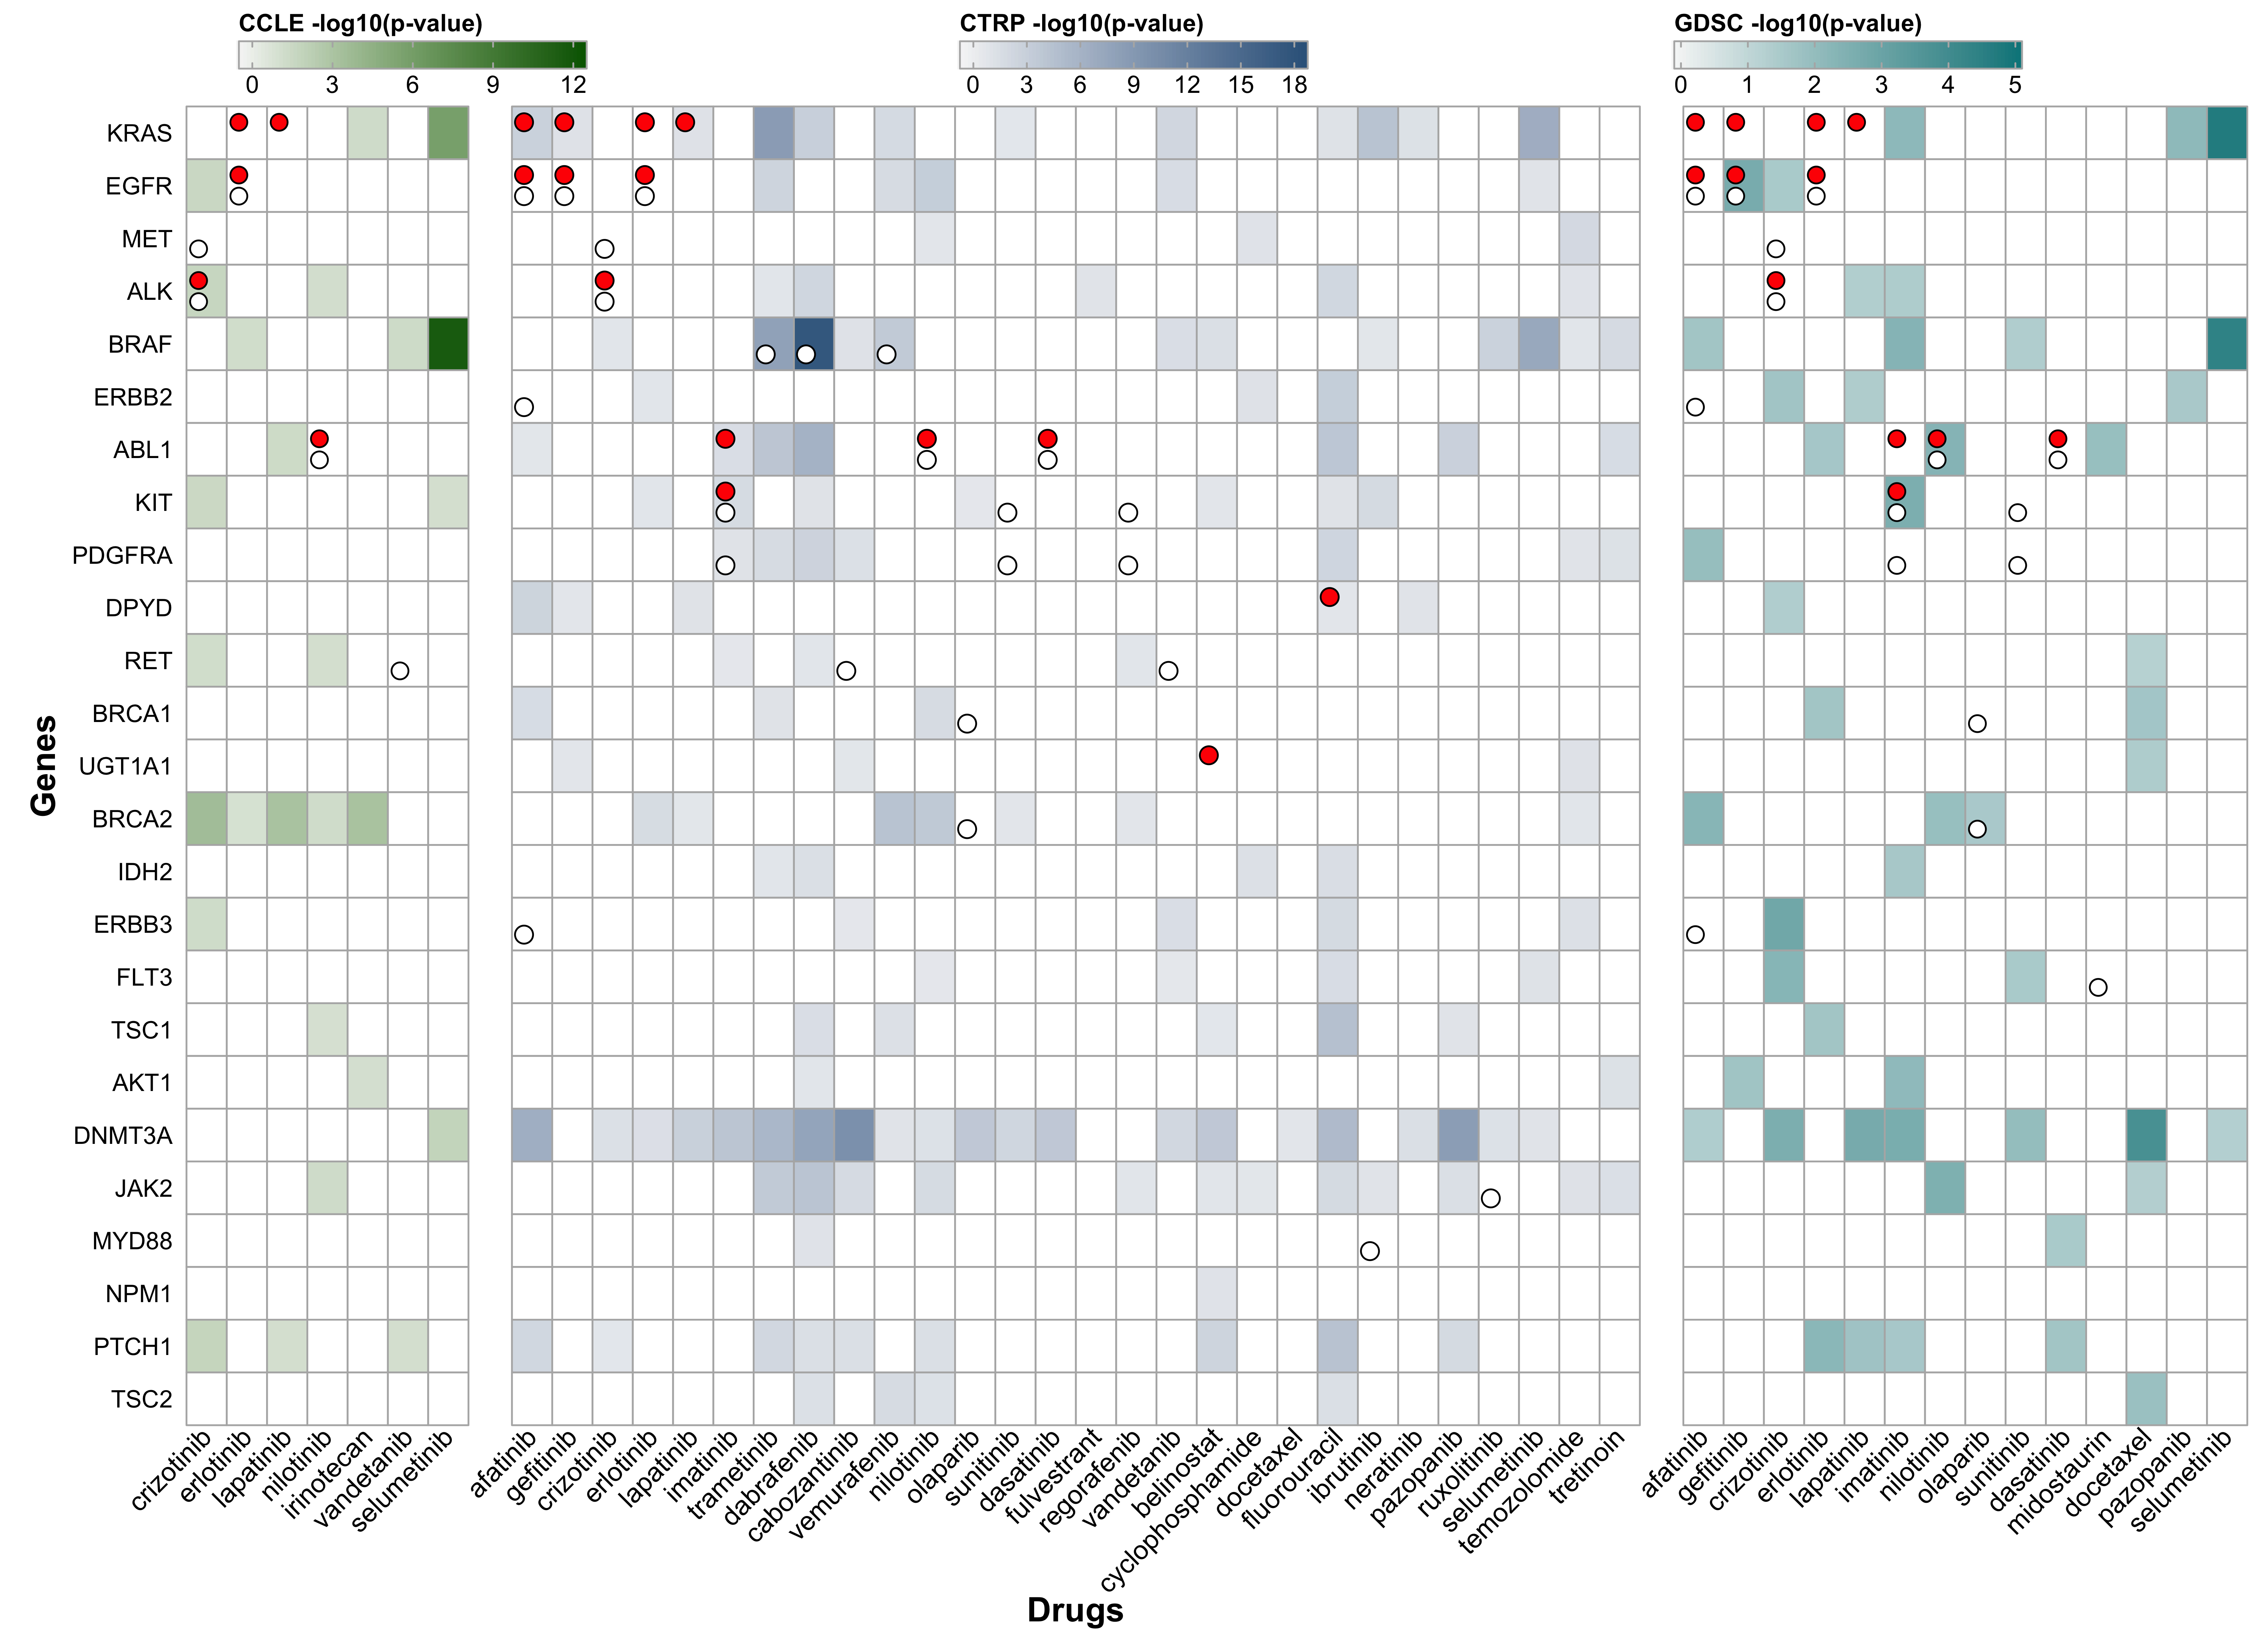 CCLE -log10(p-value)
0 3 6 9 12
CTRP -log10(p-value)
0 3 6 9 12 15 18
GDSC -log10(p-value)
0 1 2 3 4 5
Genes
KRAS
EGFR
MET
ALK
BRAF
ERBB2
ABL1
KIT
PDGFRA
DPYD
RET
BRCA1
UGT1A1
BRCA2
IDH2
ERBB3
FLT3
TSC1
AKT1
DNMT3A
JAK2
MYD88
NPM1
PTCH1
TSC2
crizotinib
erlotinib
lapatinib
nilotinib
irinotecan
vandetanib
selumetinib
afatinib
gefitinib
crizotinib
erlotinib
lapatinib
imatinib
trametinib
dabrafenib
cabozantinib
vemurafenib
nilotinib
olaparib
sunitinib
dasatinib
fulvestrant
regorafenib
vandetanib
belinostat
cyclophosphamide
docetaxel
fluorouracil
ibrutinib
neratinib
pazopanib
ruxolitinib
selumetinib
temozolomide
tretinoin
afatinib
gefitinib
crizotinib
erlotinib
lapatinib
imatinib
nilotinib
olaparib
sunitinib
dasatinib
midostaurin
docetaxel
pazopanib
selumetinib
Drugs